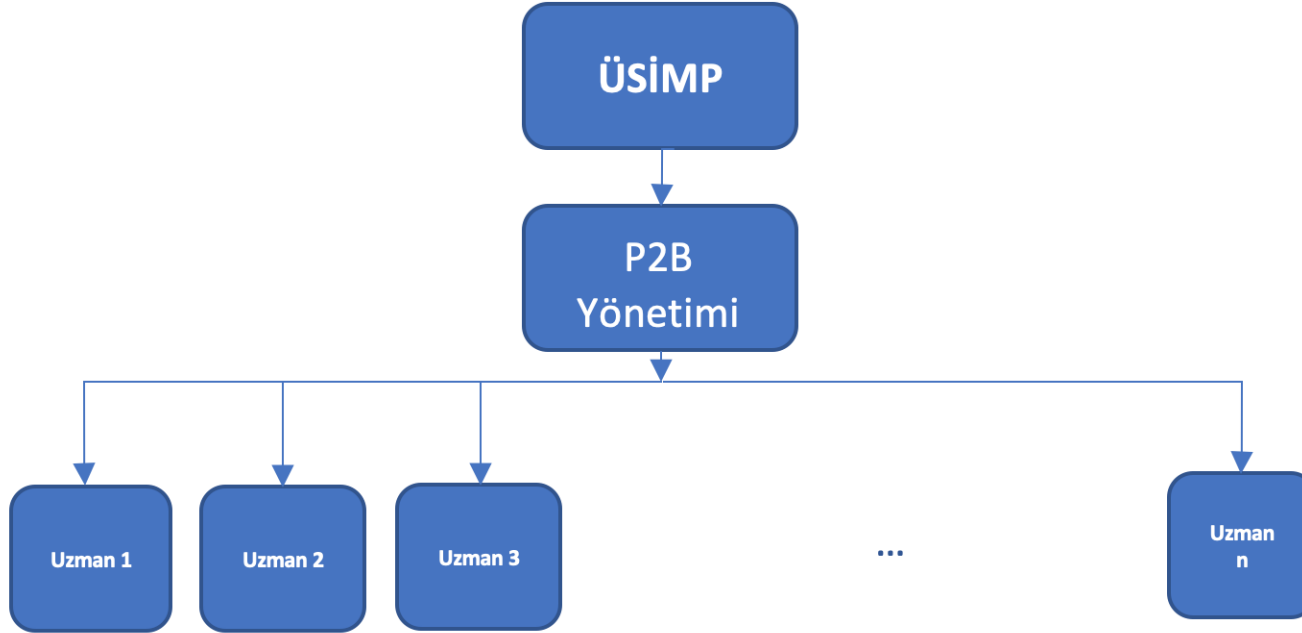 ÜSİMP
P2B
Yönetimi
Uzman 1
Uzman 2
Uzman 3
...
Uzman
n